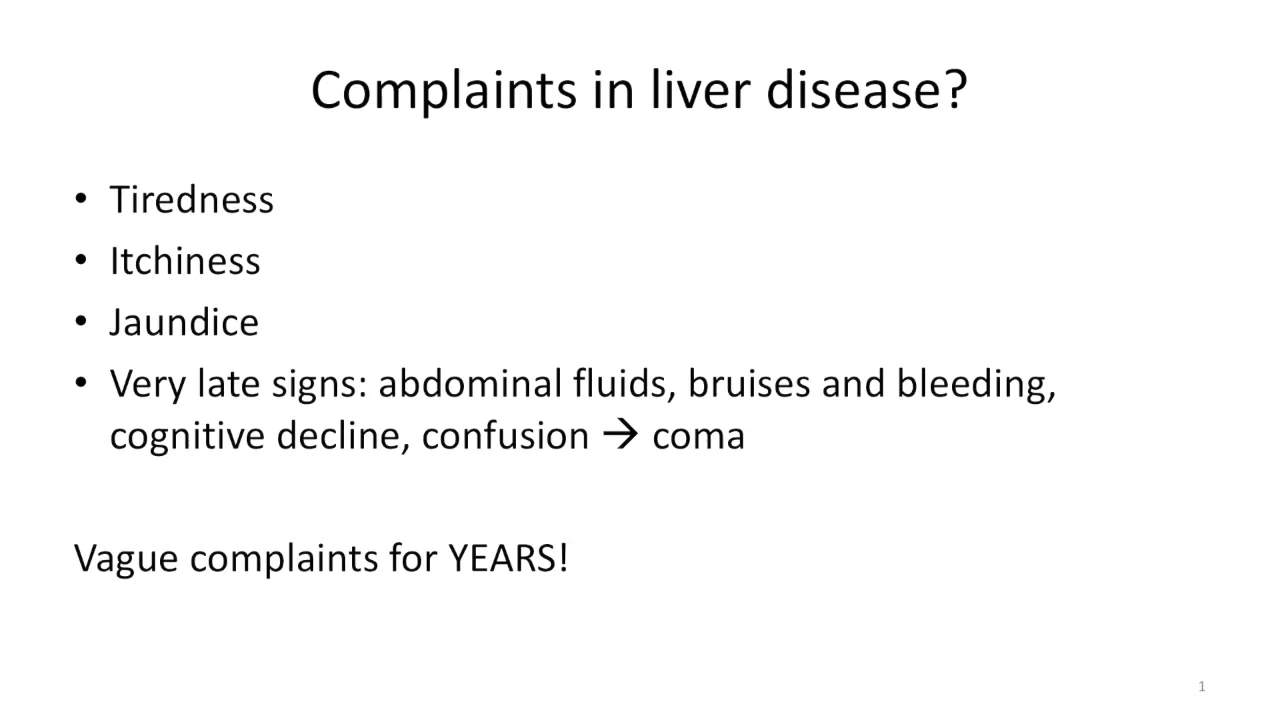 Complaints in liver disease?
• Tiredness
• Itchiness
• Jaundice
• Very late signs: abdominal fluids, bruises and bleeding,
cognitive decline, confusion → coma
Vague complaints for YEARS!
1